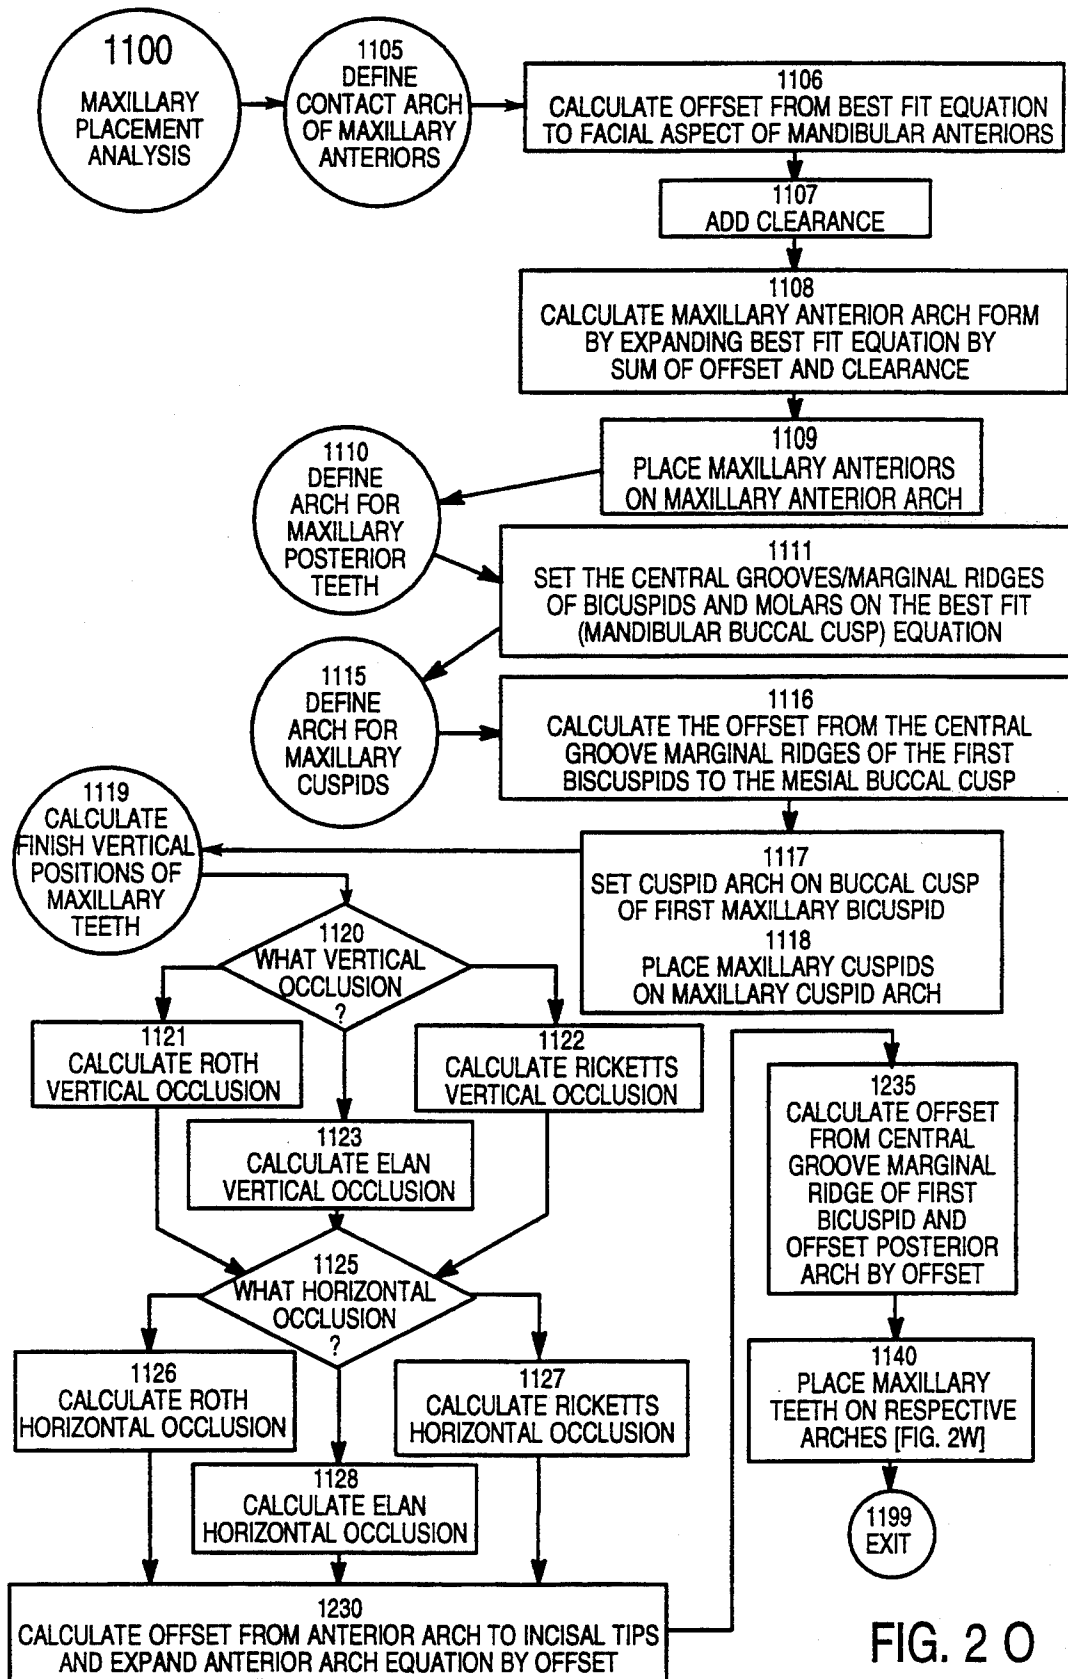 1100
MAXILLARY
PLACEMENT
ANALYSIS
1105
DEFINE
CONTACT ARCH
OF MAXILLARY
ANTERIORS
1106
CALCULATE OFFSET FROM BEST FIT EQUATION
TO FACIAL ASPECT OF MANDIBULAR ANTERIORS
1107
ADD CLEARANCE
1108
CALCULATE MAXILLARY ANTERIOR ARCH FORM
BY EXPANDING BEST FIT EQUATION BY
SUM OF OFFSET AND CLEARANCE
1109
PLACE MAXILLARY ANTERIORS
ON MAXILLARY ANTERIOR ARCH
1110
DEFINE
ARCH FOR
MAXILLARY
POSTERIOR
TEETH
1111
SET THE CENTRAL GROOVES/MARGINAL RIDGES
OF BICUSPIDS AND MOLARS ON THE BEST FIT
(MANDIBULAR BUCCAL CUSP) EQUATION
1115
DEFINE
ARCH FOR
MAXILLARY
CUSPIDS
1116
CALCULATE THE OFFSET FROM THE CENTRAL
GROOVE MARGINAL RIDGES OF THE FIRST
BISCUSPIDS TO THE MESIAL BUCCAL CUSP
1117
SET CUSPID ARCH ON BUCCAL CUSP
OF FIRST MAXILLARY BICUSPID
1118
PLACE MAXILLARY CUSPIDS
ON MAXILLARY CUSPID ARCH
1119
CALCULATE
FINISH VERTICAL
POSITIONS OF
MAXILLARY
TEETH
1120
WHAT VERTICAL
OCCLUSION
?
1121
CALCULATE ROTH
VERTICAL OCCLUSION
1122
CALCULATE RICKETTS
VERTICAL OCCLUSION
1123
CALCULATE ELAN
VERTICAL OCCLUSION
1125
WHAT HORIZONTAL
OCCLUSION
?
1126
CALCULATE ROTH
HORIZONTAL OCCLUSION
1127
CALCULATE RICKETTS
HORIZONTAL OCCLUSION
1128
CALCULATE ELAN
HORIZONTAL OCCLUSION
1230
CALCULATE OFFSET FROM ANTERIOR ARCH TO INCISAL TIPS
AND EXPAND ANTERIOR ARCH EQUATION BY OFFSET
1235
CALCULATE OFFSET
FROM CENTRAL
GROOVE MARGINAL
RIDGE OF FIRST
BICUSPID AND
OFFSET POSTERIOR
ARCH BY OFFSET
1140
PLACE MAXILLARY
TEETH ON RESPECTIVE
ARCHES [FIG. 2W]
1199
EXIT
FIG. 2 O